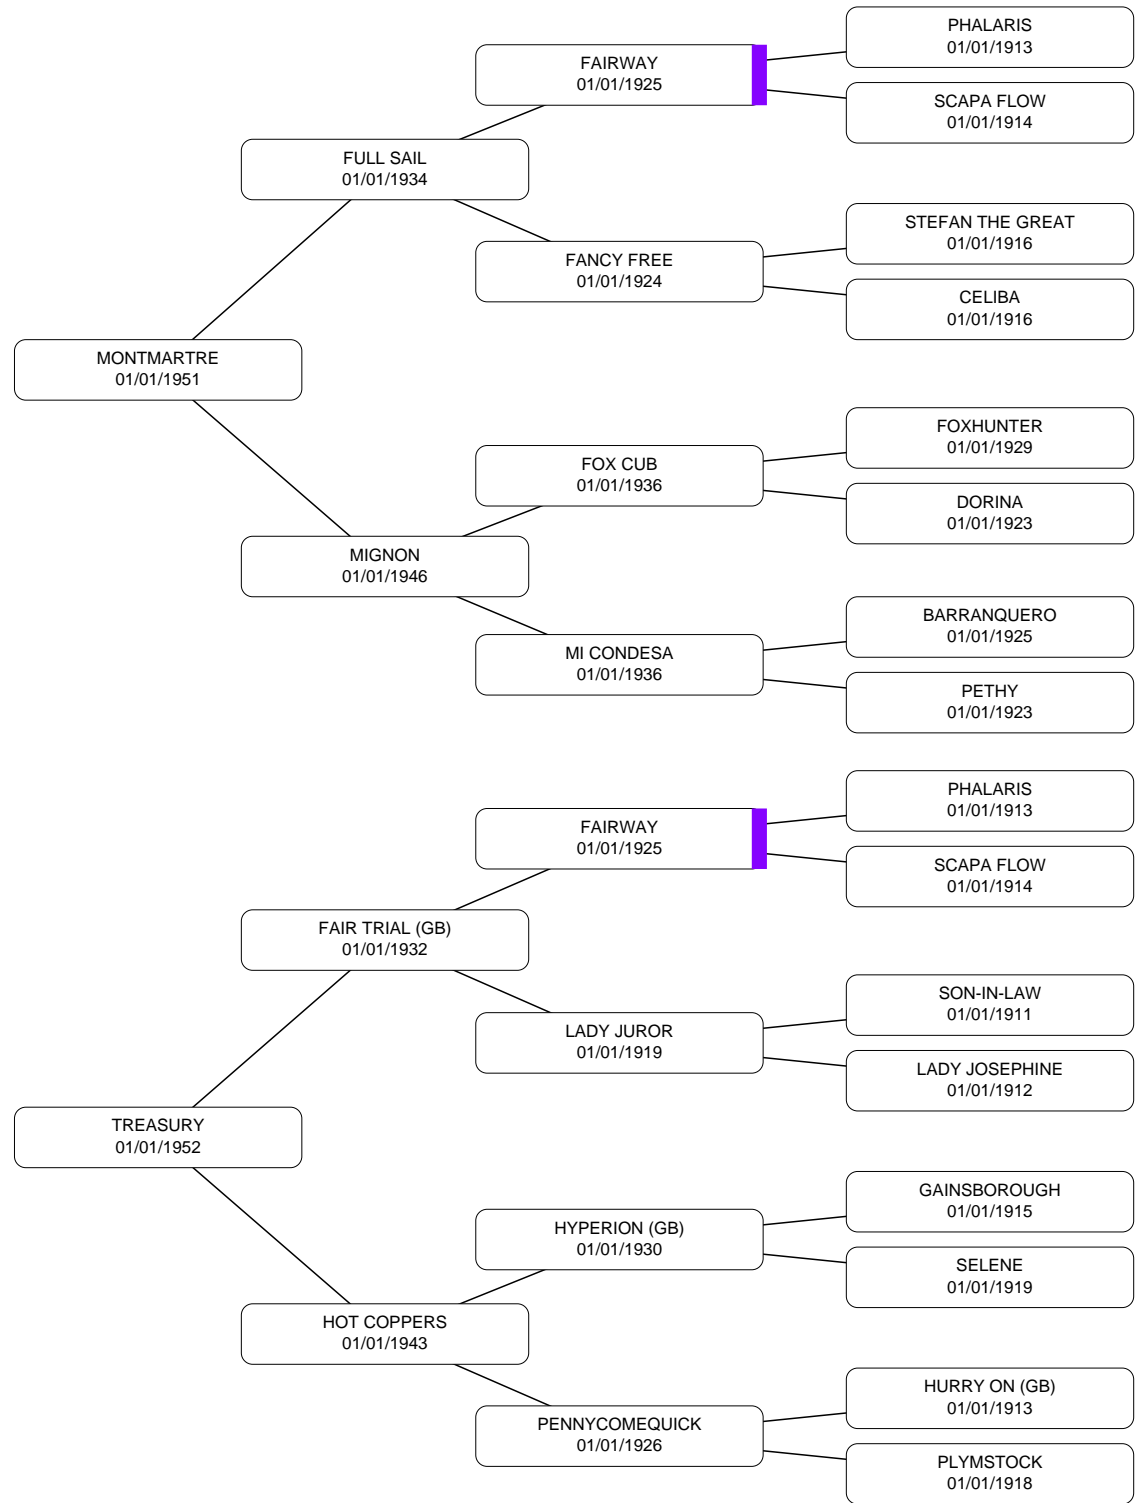 PHALARIS
01/01/1913
FAIRWAY
01/01/1925
SCAPA FLOW
01/01/1914
FULL SAIL
01/01/1934
STEFAN THE GREAT
01/01/1916
FANCY FREE
01/01/1924
CELIBA
01/01/1916
MONTMARTRE
01/01/1951
FOXHUNTER
01/01/1929
FOX CUB
01/01/1936
DORINA
01/01/1923
MIGNON
01/01/1946
BARRANQUERO
01/01/1925
MI CONDESA
01/01/1936
PETHY
01/01/1923
PHALARIS
01/01/1913
FAIRWAY
01/01/1925
SCAPA FLOW
01/01/1914
FAIR TRIAL (GB)
01/01/1932
SON-IN-LAW
01/01/1911
LADY JUROR
01/01/1919
LADY JOSEPHINE
01/01/1912
TREASURY
01/01/1952
GAINSBOROUGH
01/01/1915
HYPERION (GB)
01/01/1930
SELENE
01/01/1919
HOT COPPERS
01/01/1943
HURRY ON (GB)
01/01/1913
PENNYCOMEQUICK
01/01/1926
PLYMSTOCK
01/01/1918